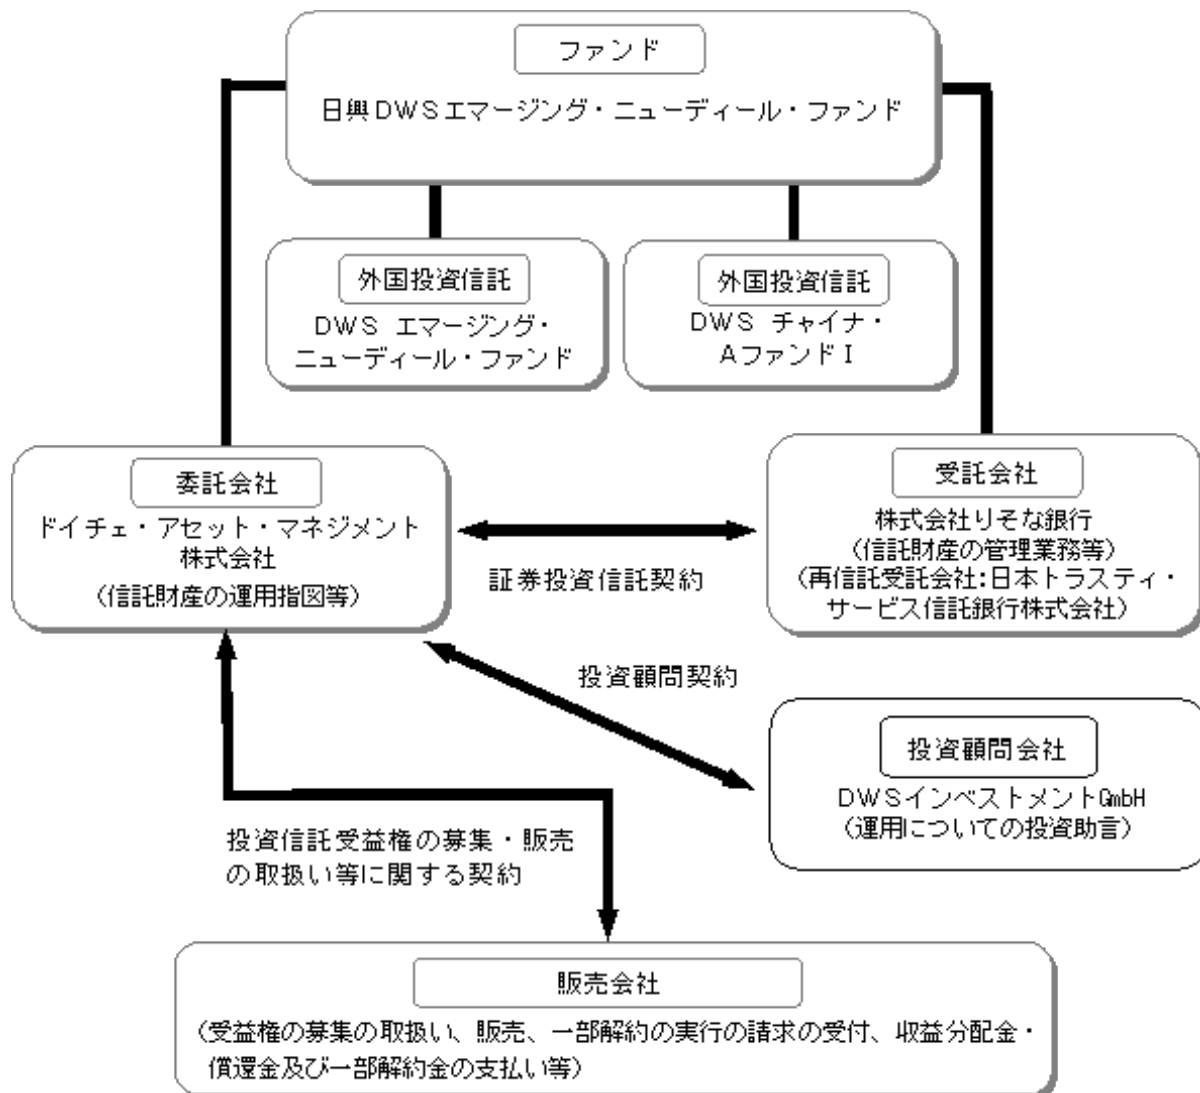 ファンド
日興DWSエマージング・ニューディール・ファンド
外国投資信託
DWS エマージング・
ニューディール・ファンド
外国投資信託
DWS チャイナ・
AファンドⅠ
委託会社
ドイチェ・アセット・マネジメント
株式会社
(信託財産の運用指図等)
証券投資信託契約
受託会社
株式会社りそな銀行
(信託財産の管理業務等)
(再信託受託会社:日本トラスティ・
サービス信託銀行株式会社)
投資顧問契約
投資顧問会社
DWSインベストメントGmbH
(運用についての投資助言)
投資信託受益権の募集・販売
の取扱い等に関する契約
販売会社
(受益権の募集の取扱い、販売、一部解約の実行の請求の受付、収益分配金・
償還金及び一部解約金の支払い等)